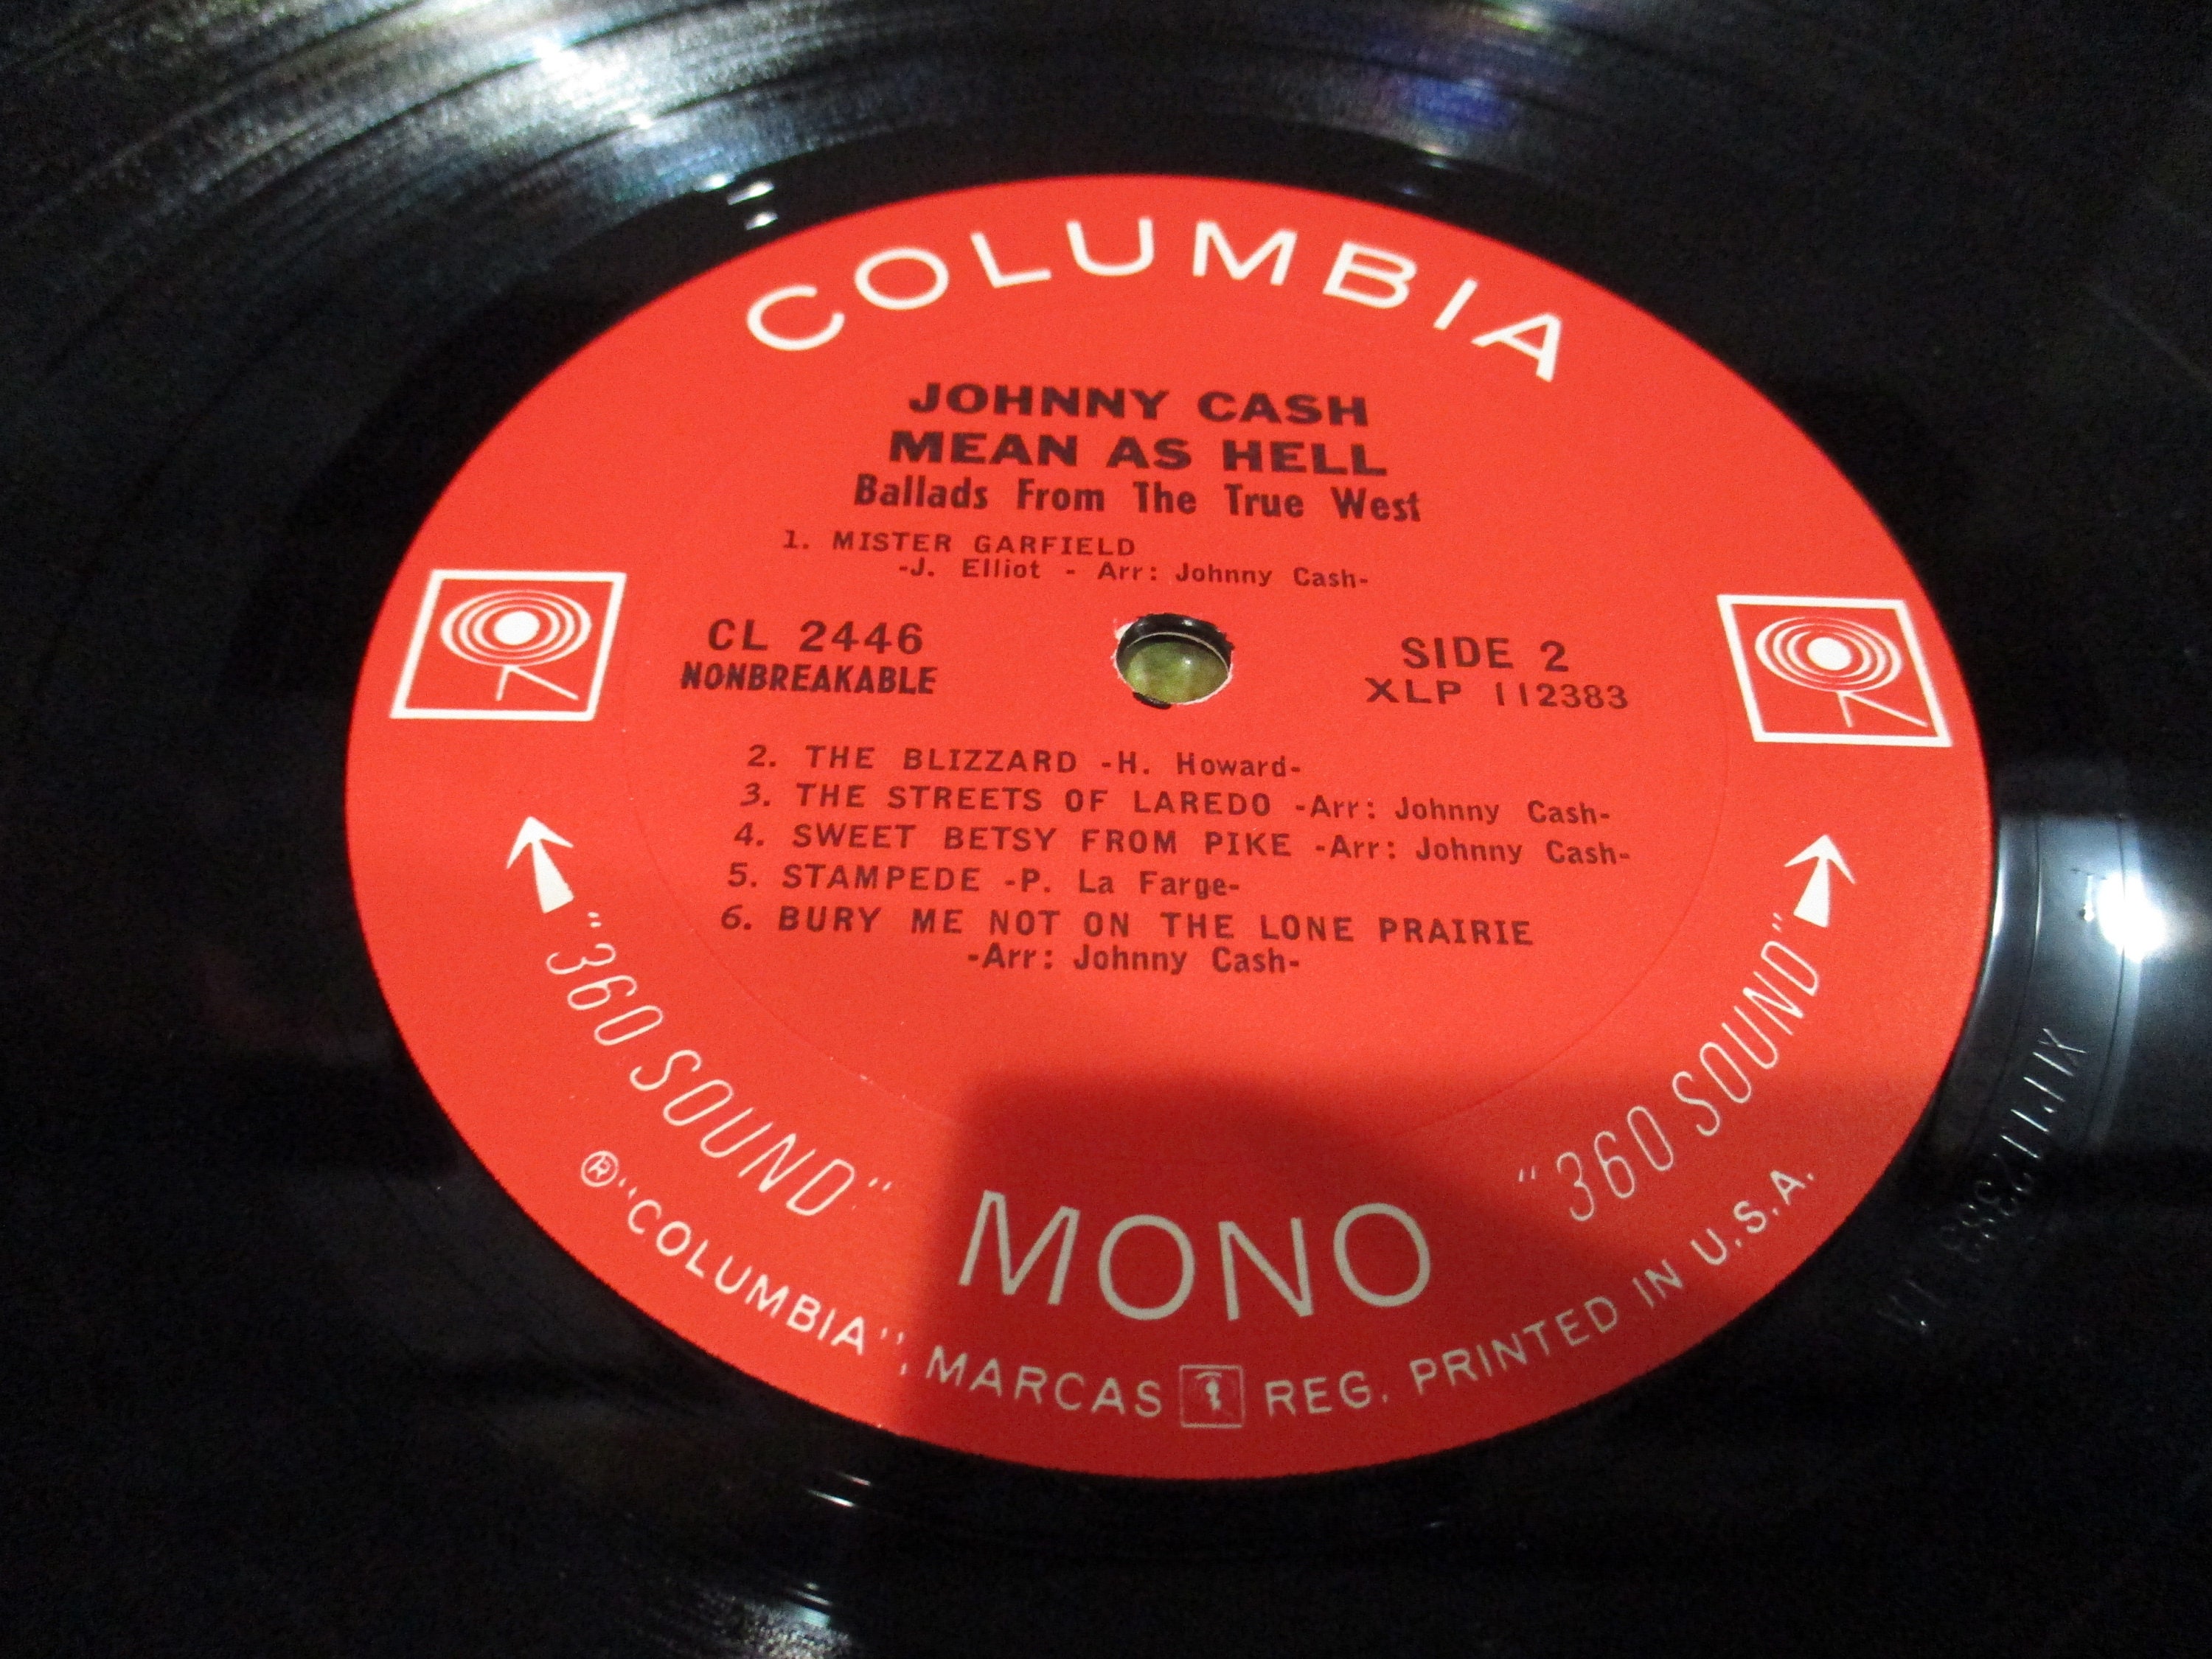 COLUMBIA
JOHNNY CASH
MEAN AS HELL
Ballads From The True West
1. MISTER GARFIELD
-J. Elliot - Arr: Johnny Cash-
CL 2446
NONBREAKABLE
SIDE 2
XLP 112383
2. THE BLIZZARD -H. Howard-
3. THE STREETS OF LAREDO -Arr: Johnny Cash-
4. SWEET BETSY FROM PIKE -Arr: Johnny Cash-
5. STAMPEDE -P. La Farge-
6. BURY ME NOT ON THE LONE PRAIRIE
-Arr: Johnny Cash-
"360 SOUND"
MONO
"360 SOUND"
® "COLUMBIA", MARCAS REG. PRINTED IN U.S.A.